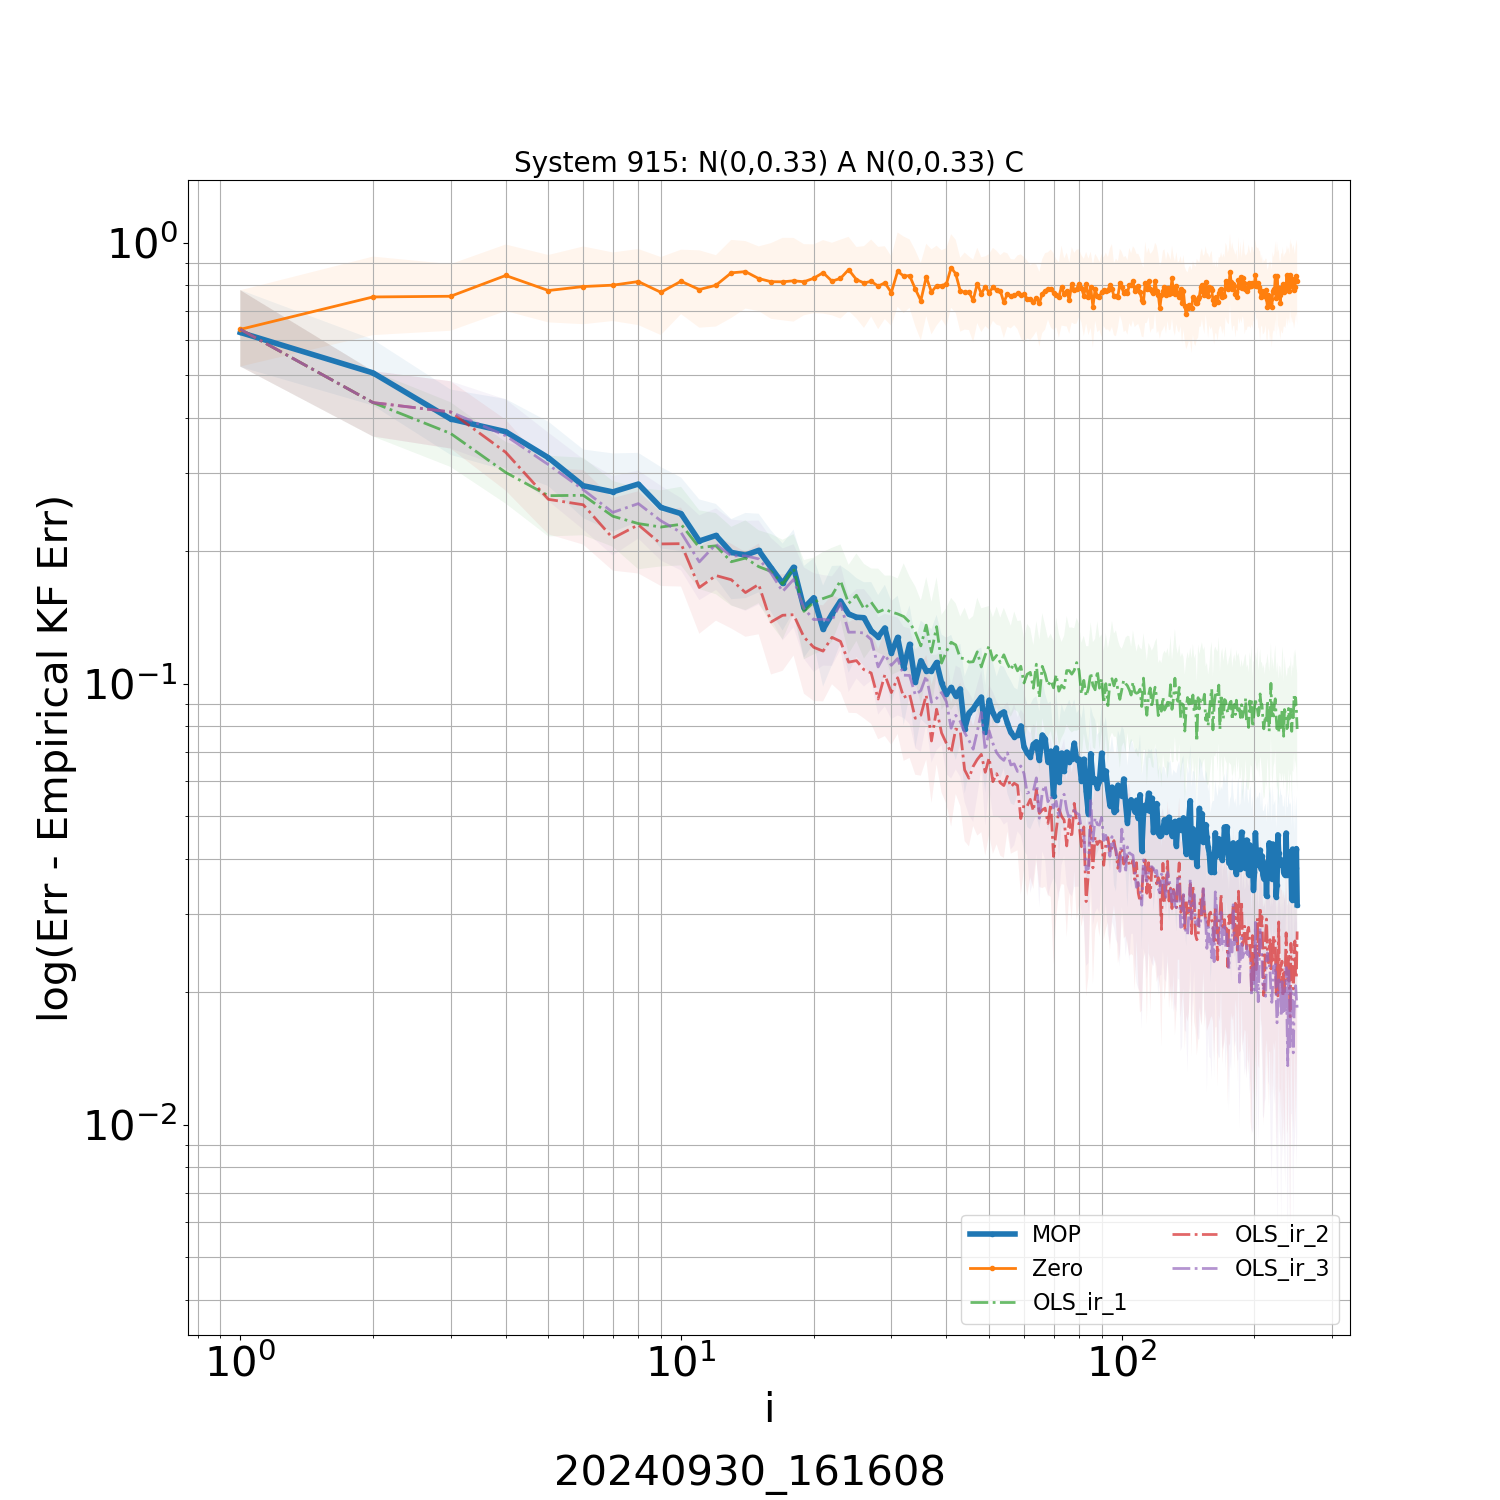 System 915: N(0,0.33) A N(0,0.33) C
log(Err - Empirical KF Err)
10⁰
10⁻¹
10⁻²
MOP
Zero
OLS_ir_1
OLS_ir_2
OLS_ir_3
10⁰ 10¹ 10²
i
20240930_161608